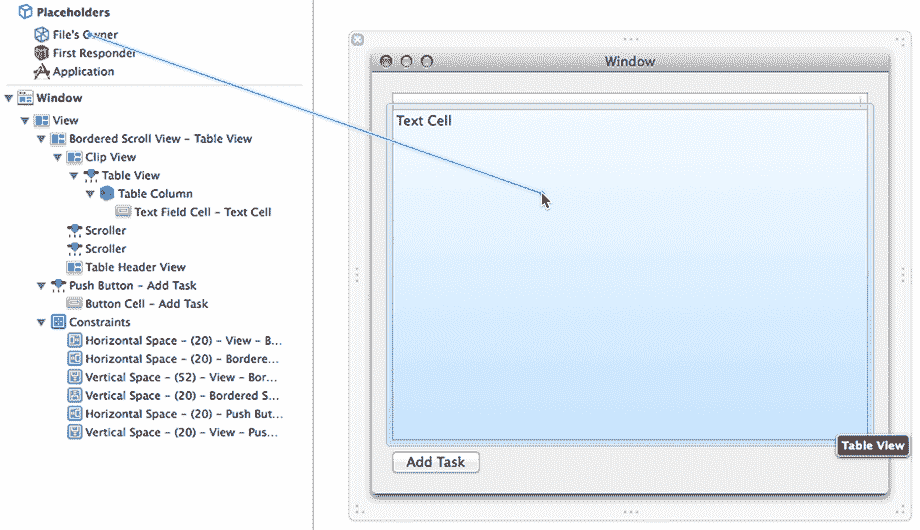 Placeholders
File's Owner
First Responder
Application
Window
View
Bordered Scroll View - Table View
Clip View
Table View
Table Column
Text Field Cell - Text Cell
Scroller
Scroller
Table Header View
Push Button - Add Task
Button Cell - Add Task
Constraints
Horizontal Space - (20) - View - B...
Horizontal Space - (20) - Bordere...
Vertical Space - (52) - View - Bor...
Vertical Space - (20) - Bordered S...
Horizontal Space - (20) - Push But...
Vertical Space - (20) - View - Pus...
Window
Text Cell
Table View
Add Task